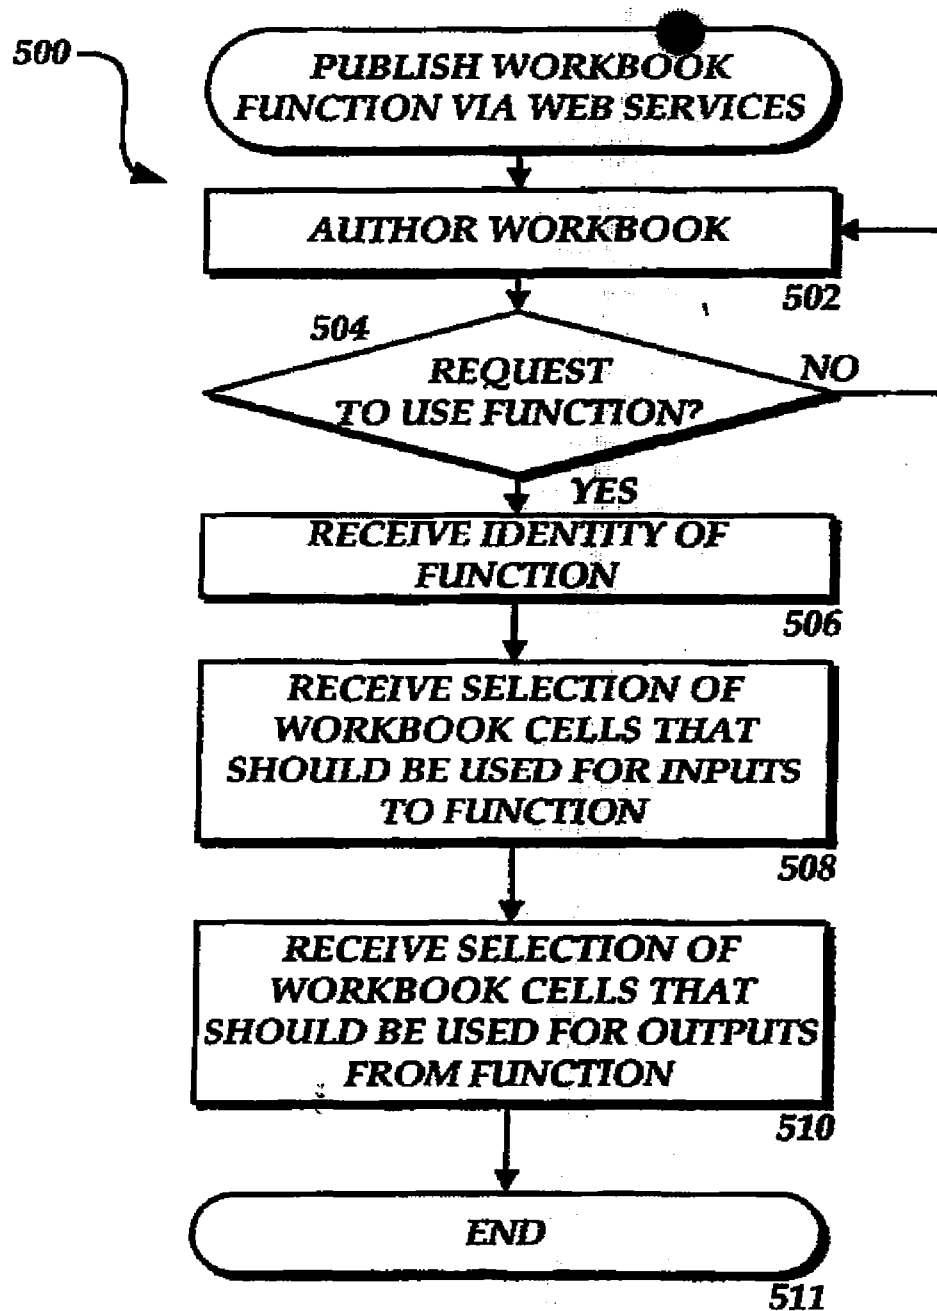 500
PUBLISH WORKBOOK
FUNCTION VIA WEB SERVICES
AUTHOR WORKBOOK
502
504
REQUEST
TO USE FUNCTION?
NO
YES
RECEIVE IDENTITY OF
FUNCTION
506
RECEIVE SELECTION OF
WORKBOOK CELLS THAT
SHOULD BE USED FOR INPUTS
TO FUNCTION
508
RECEIVE SELECTION OF
WORKBOOK CELLS THAT
SHOULD BE USED FOR OUTPUTS
FROM FUNCTION
510
END
511